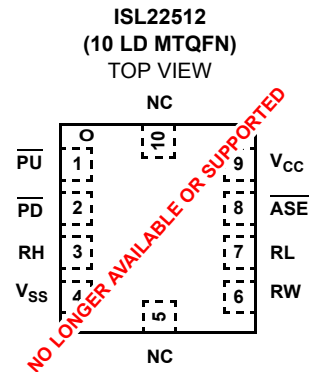 ISL22512
(10 LD MTQFN)
TOP VIEW
NC
O
10
PU 1
9 VCC
PD 2
8 ASE
RH 3
7 RL
VSS 4
6 RW
5
NC
NO LONGER AVAILABLE OR SUPPORTED